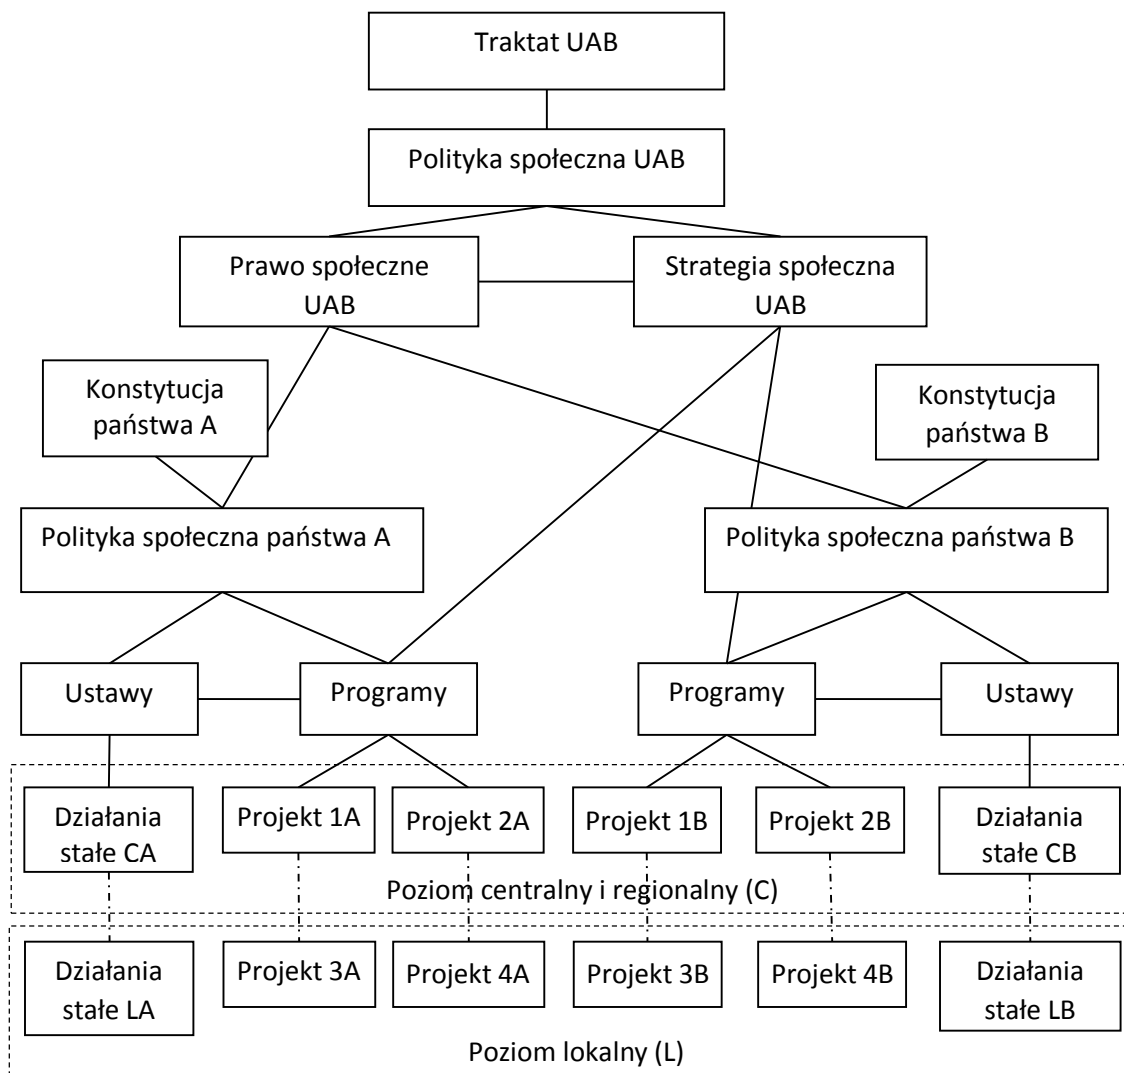 Traktat UAB
Polityka społeczna UAB
Prawo społeczne
UAB
Strategia społeczna
UAB
Konstytucja
państwa A
Konstytucja
państwa B
Polityka społeczna państwa A
Polityka społeczna państwa B
Ustawy
Programy
Programy
Ustawy
Działania
stałe CA
Projekt 1A
Projekt 2A
Projekt 1B
Projekt 2B
Działania
stałe CB
Poziom centralny i regionalny (C)
Działania
stałe LA
Projekt 3A
Projekt 4A
Projekt 3B
Projekt 4B
Działania
stałe LB
Poziom lokalny (L)